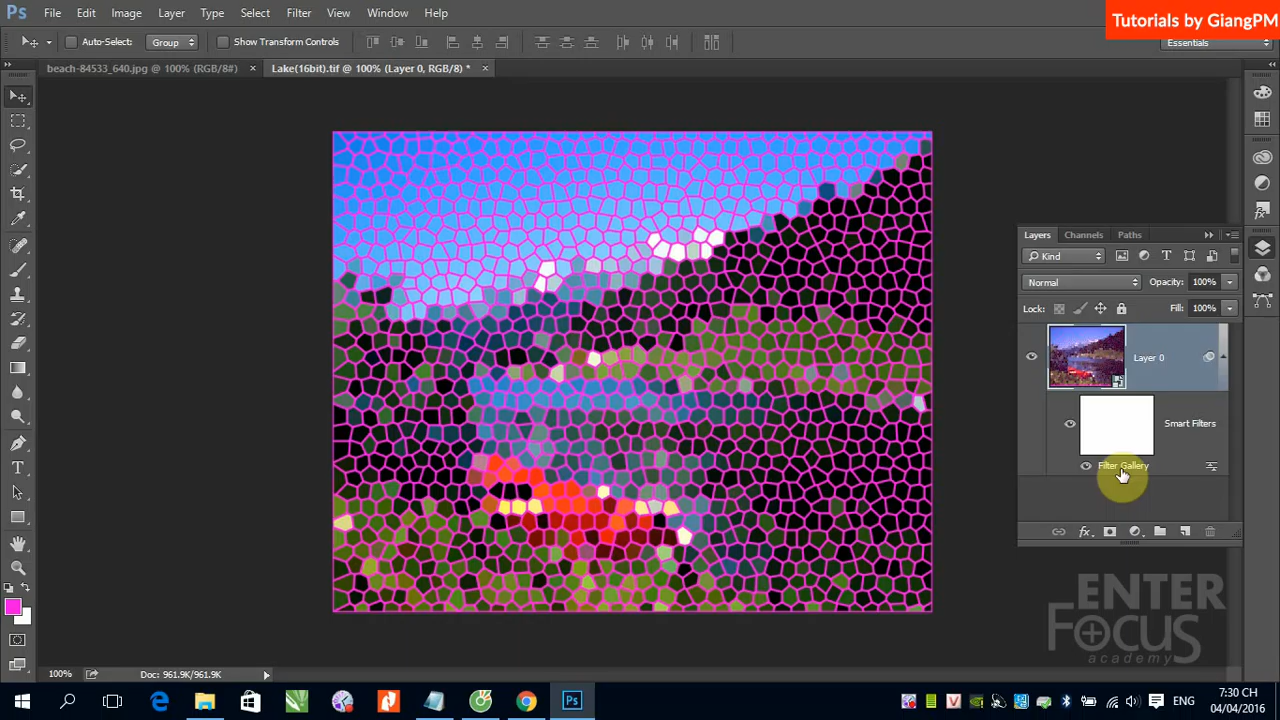 Ps File Edit Image Layer Type Select Filter View Window Help
Tutorials by GiangPM
Auto-Select: Group Show Transform Controls
Essentials
beach-84533_640.jpg @ 100% (RGB/8#) × Lake(16bit).tif @ 100% (Layer 0, RGB/8) * ×
Layers Channels Paths
Kind
Normal Opacity: 100%
Lock: Fill: 100%
Layer 0
Smart Filters
Filter Gallery
fx
ENTER
FOCUS
academy
100% Doc: 961.9K/961.9K
Ps
ENG
7:30 CH
04/04/2016